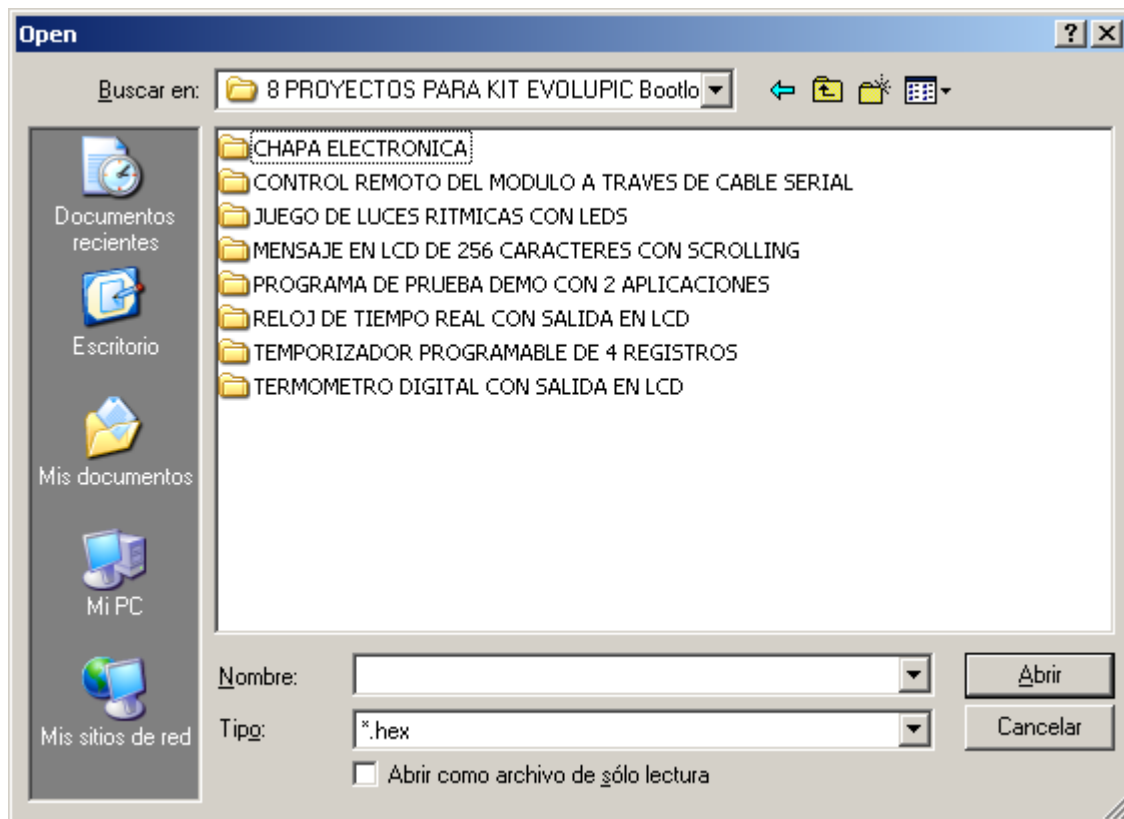 Open
Buscar en:
8 PROYECTOS PARA KIT EVOLUPIC Bootlo
Documentos
recientes
Escritorio
Mis documentos
Mi PC
Mis sitios de red
CHAPA ELECTRONICA
CONTROL REMOTO DEL MODULO A TRAVES DE CABLE SERIAL
JUEGO DE LUCES RITMICAS CON LEDS
MENSAJE EN LCD DE 256 CARACTERES CON SCROLLING
PROGRAMA DE PRUEBA DEMO CON 2 APLICACIONES
RELOJ DE TIEMPO REAL CON SALIDA EN LCD
TEMPORIZADOR PROGRAMABLE DE 4 REGISTROS
TERMOMETRO DIGITAL CON SALIDA EN LCD
Nombre:
Abrir
Tipo:
*.hex
Cancelar
Abrir como archivo de sólo lectura